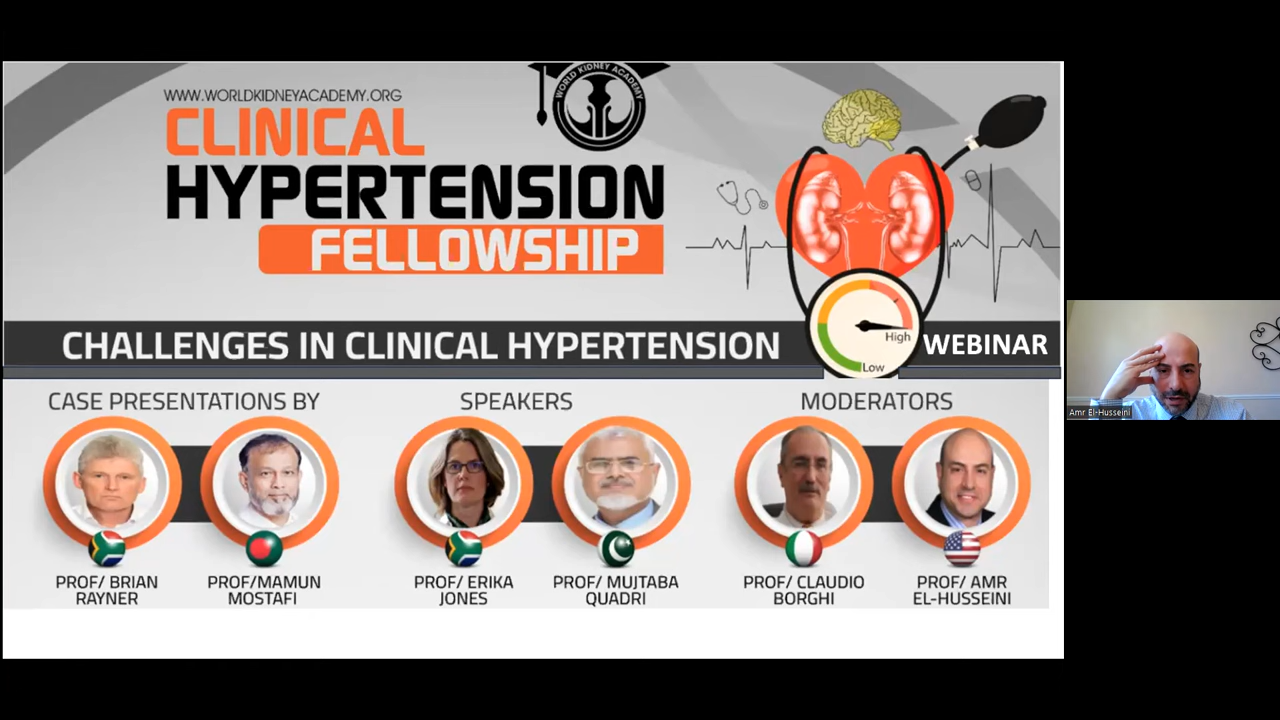 WORLD KIDNEY ACADEMY
WWW.WORLDKIDNEYACADEMY.ORG
CLINICAL
HYPERTENSION
FELLOWSHIP
High
Low
CHALLENGES IN CLINICAL HYPERTENSION
WEBINAR
CASE PRESENTATIONS BY
SPEAKERS
MODERATORS
PROF/ BRIAN
RAYNER
PROF/MAMUN
MOSTAFI
PROF/ ERIKA
JONES
PROF/ MUJTABA
QUADRI
PROF/ CLAUDIO
BORGHI
PROF/ AMR
EL-HUSSEINI
Amr El-Husseini